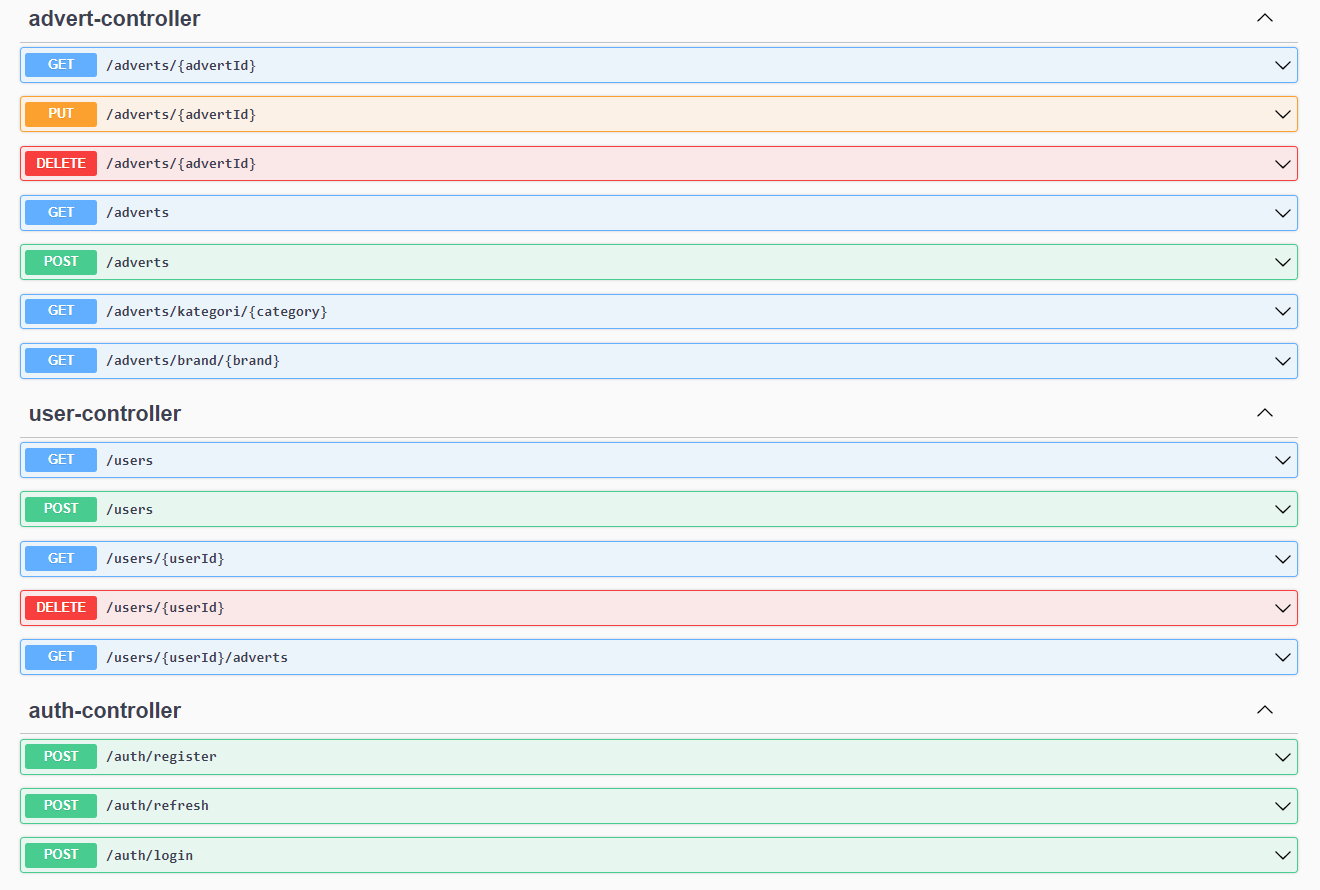 advert-controller
GET /adverts/{advertId}
PUT /adverts/{advertId}
DELETE /adverts/{advertId}
GET /adverts
POST /adverts
GET /adverts/kategori/{category}
GET /adverts/brand/{brand}
user-controller
GET /users
POST /users
GET /users/{userId}
DELETE /users/{userId}
GET /users/{userId}/adverts
auth-controller
POST /auth/register
POST /auth/refresh
POST /auth/login